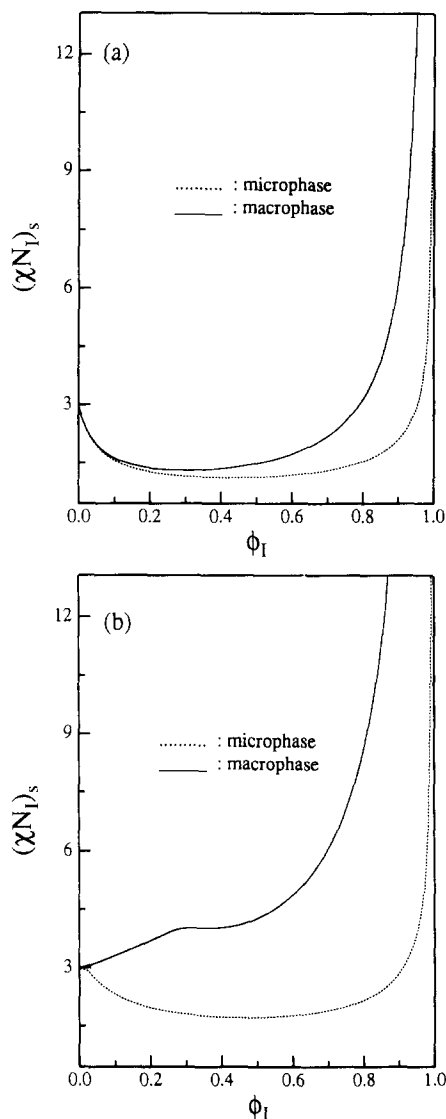 (a)
12
9
6
3
(χN_I)_s
: microphase
: macrophase
0.0 0.2 0.4 0.6 0.8 1.0
ϕ_I
(b)
12
9
6
3
(χN_I)_s
: microphase
: macrophase
0.0 0.2 0.4 0.6 0.8 1.0
ϕ_I